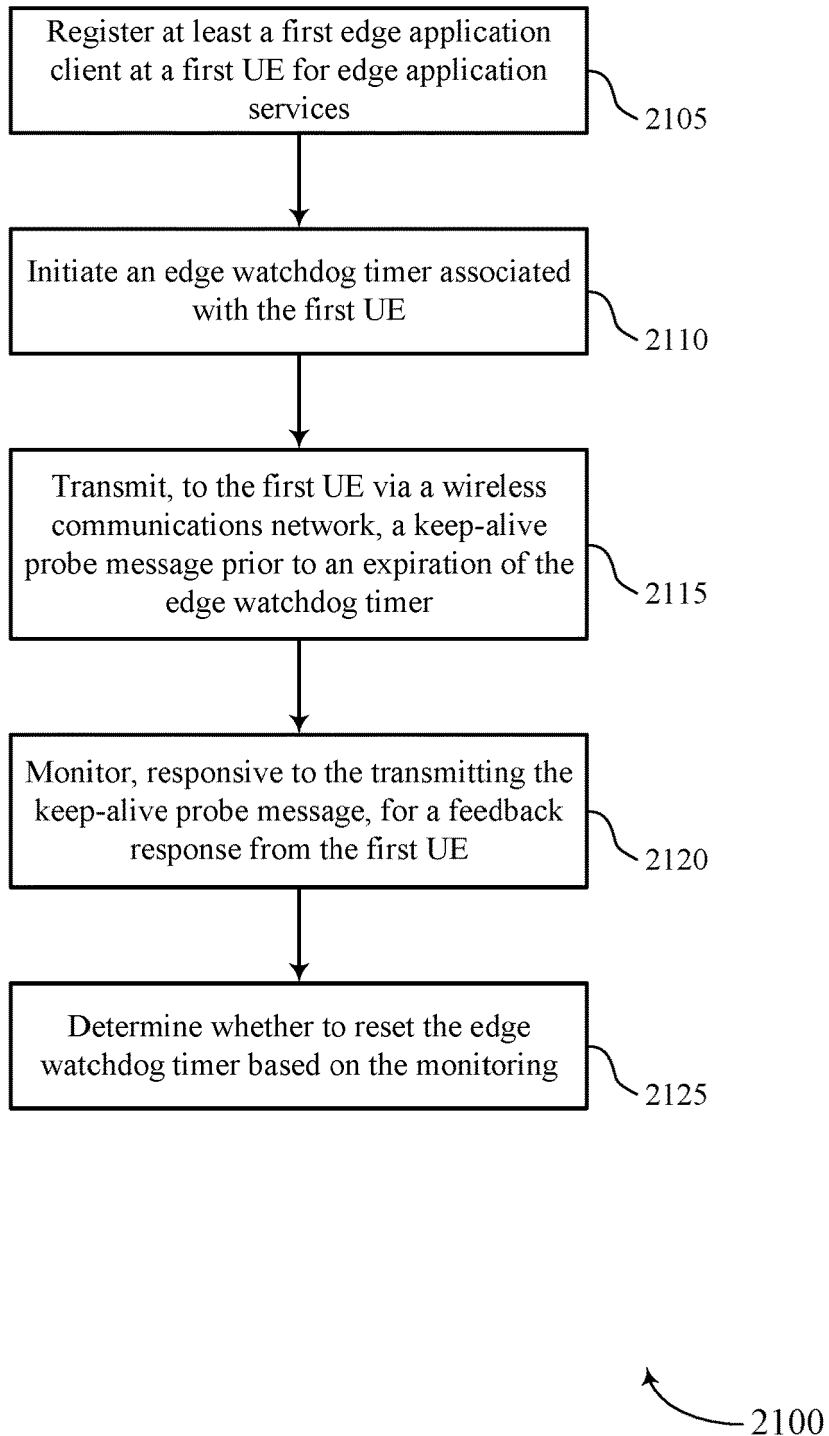 Register at least a first edge application
client at a first UE for edge application
services
2105
Initiate an edge watchdog timer associated
with the first UE
2110
Transmit, to the first UE via a wireless
communications network, a keep-alive
probe message prior to an expiration of the
edge watchdog timer
2115
Monitor, responsive to the transmitting the
keep-alive probe message, for a feedback
response from the first UE
2120
Determine whether to reset the edge
watchdog timer based on the monitoring
2125
2100